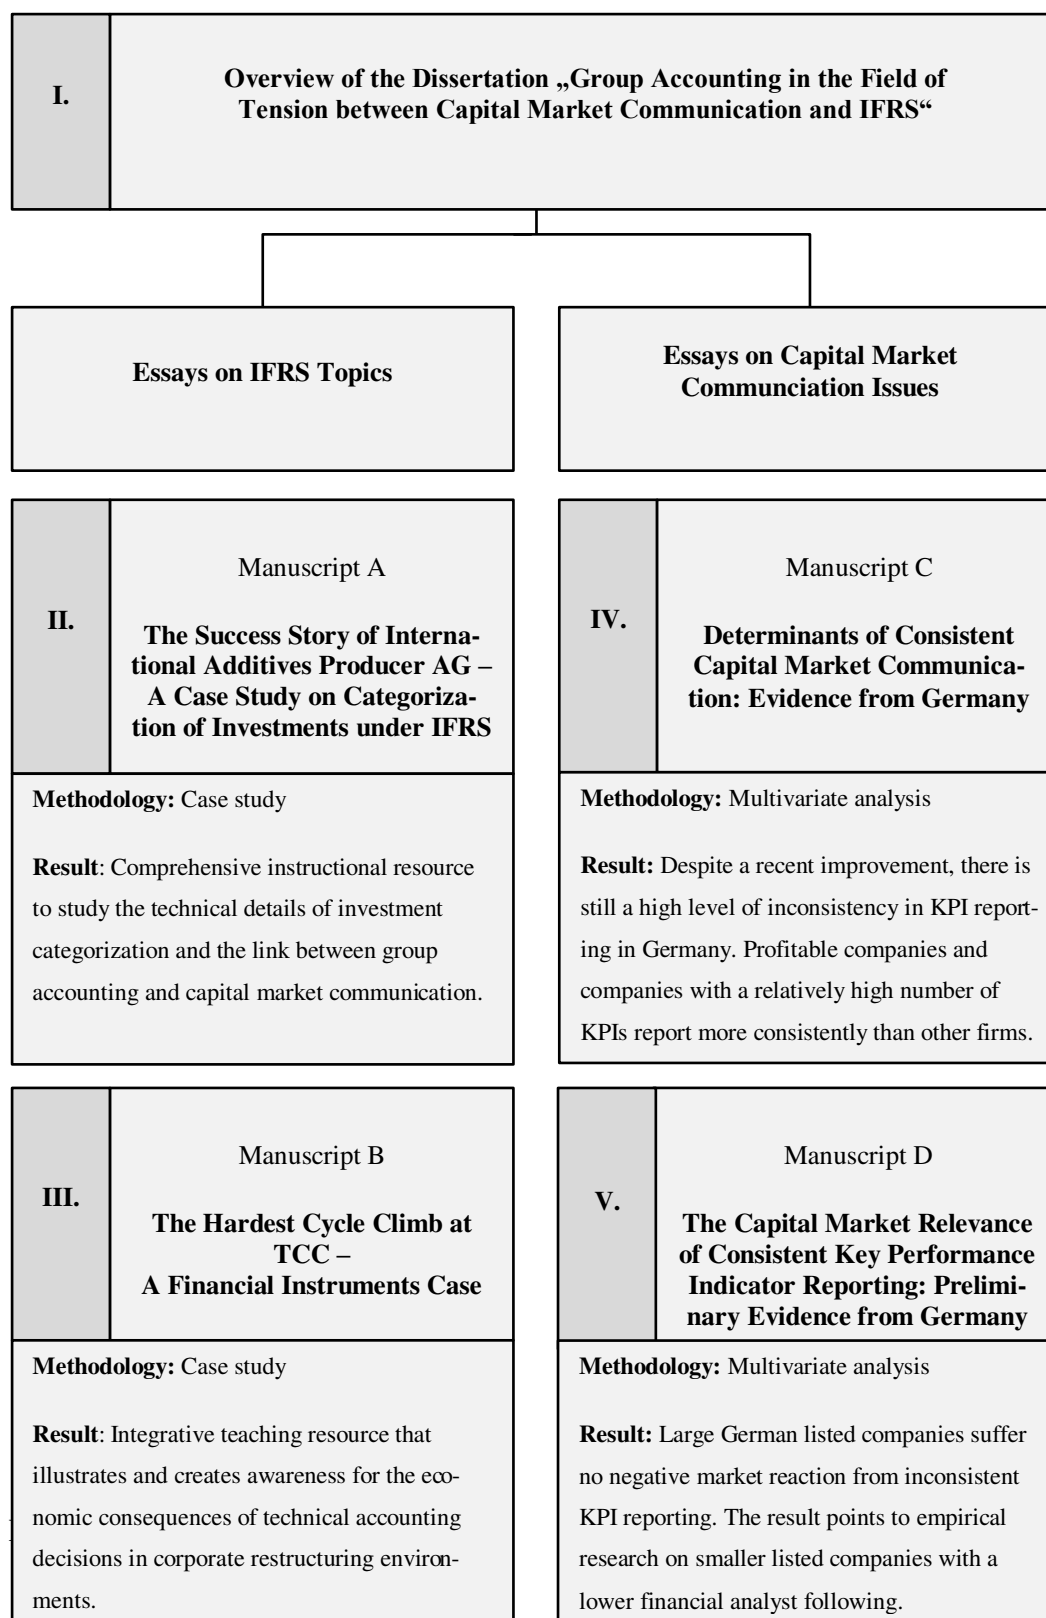 I.
Overview of the Dissertation „Group Accounting in the Field of
Tension between Capital Market Communication and IFRS“
Essays on IFRS Topics
Essays on Capital Market
Communciation Issues
II.
Manuscript A
The Success Story of Interna-
tional Additives Producer AG –
A Case Study on Categoriza-
tion of Investments under IFRS
Methodology: Case study
Result: Comprehensive instructional resource
to study the technical details of investment
categorization and the link between group
accounting and capital market communication.
IV.
Manuscript C
Determinants of Consistent
Capital Market Communica-
tion: Evidence from Germany
Methodology: Multivariate analysis
Result: Despite a recent improvement, there is
still a high level of inconsistency in KPI report-
ing in Germany. Profitable companies and
companies with a relatively high number of
KPIs report more consistently than other firms.
III.
Manuscript B
The Hardest Cycle Climb at
TCC –
A Financial Instruments Case
Methodology: Case study
Result: Integrative teaching resource that
illustrates and creates awareness for the eco-
nomic consequences of technical accounting
decisions in corporate restructuring environ-
ments.
V.
Manuscript D
The Capital Market Relevance
of Consistent Key Performance
Indicator Reporting: Prelimi-
nary Evidence from Germany
Methodology: Multivariate analysis
Result: Large German listed companies suffer
no negative market reaction from inconsistent
KPI reporting. The result points to empirical
research on smaller listed companies with a
lower financial analyst following.